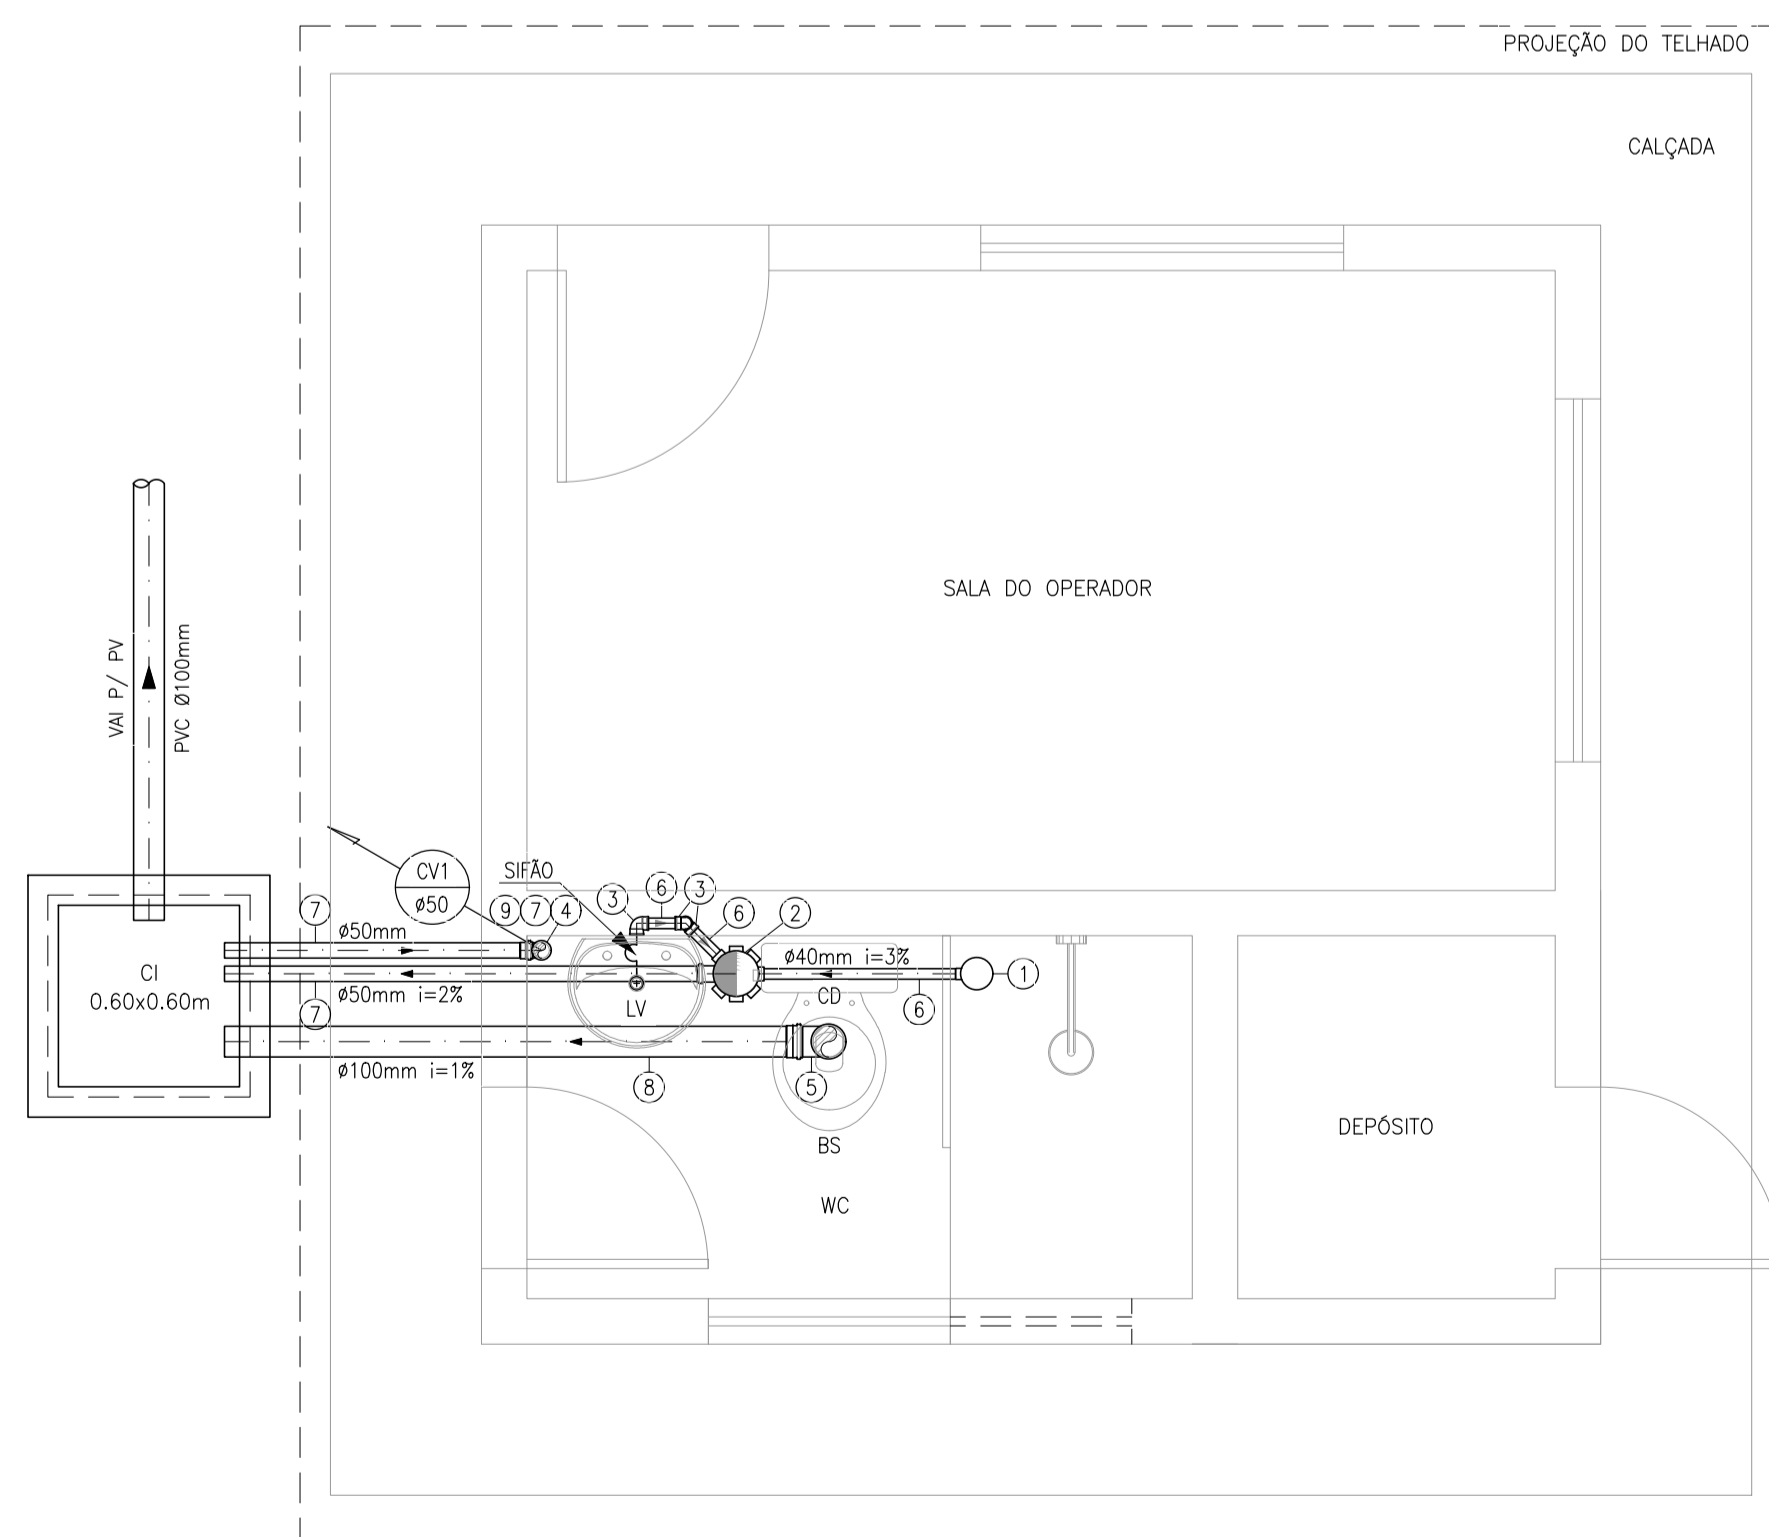 PROJEÇÃO DO TELHADO
CALÇADA
SALA DO OPERADOR
VAI P/ PV
PVC Ø100mm
CV1
ø50
SIFÃO
3
6
3
6
2
9
7
4
7
ø50mm
ø40mm i=3%
1
CI
0.60x0.60m
ø50mm i=2%
7
LV
CD
6
ø100mm i=1%
8
5
BS
WC
DEPÓSITO